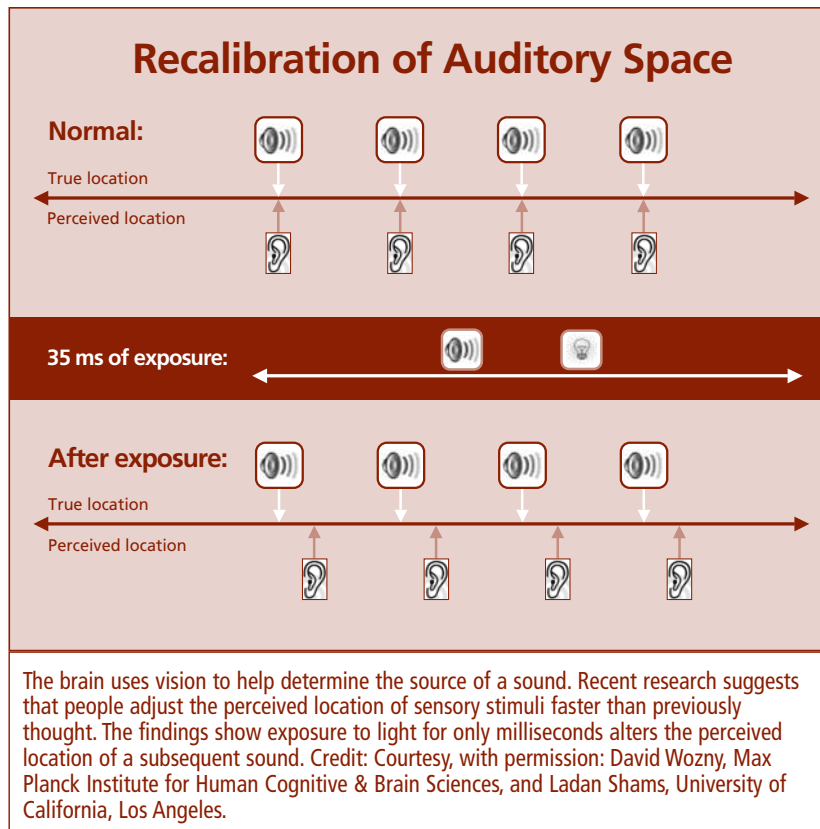 Recalibration of Auditory Space
Normal:
True location
Perceived location
35 ms of exposure:
After exposure:
True location
Perceived location
The brain uses vision to help determine the source of a sound. Recent research suggests
that people adjust the perceived location of sensory stimuli faster than previously
thought. The findings show exposure to light for only milliseconds alters the perceived
location of a subsequent sound. Credit: Courtesy, with permission: David Wozny, Max
Planck Institute for Human Cognitive & Brain Sciences, and Ladan Shams, University of
California, Los Angeles.